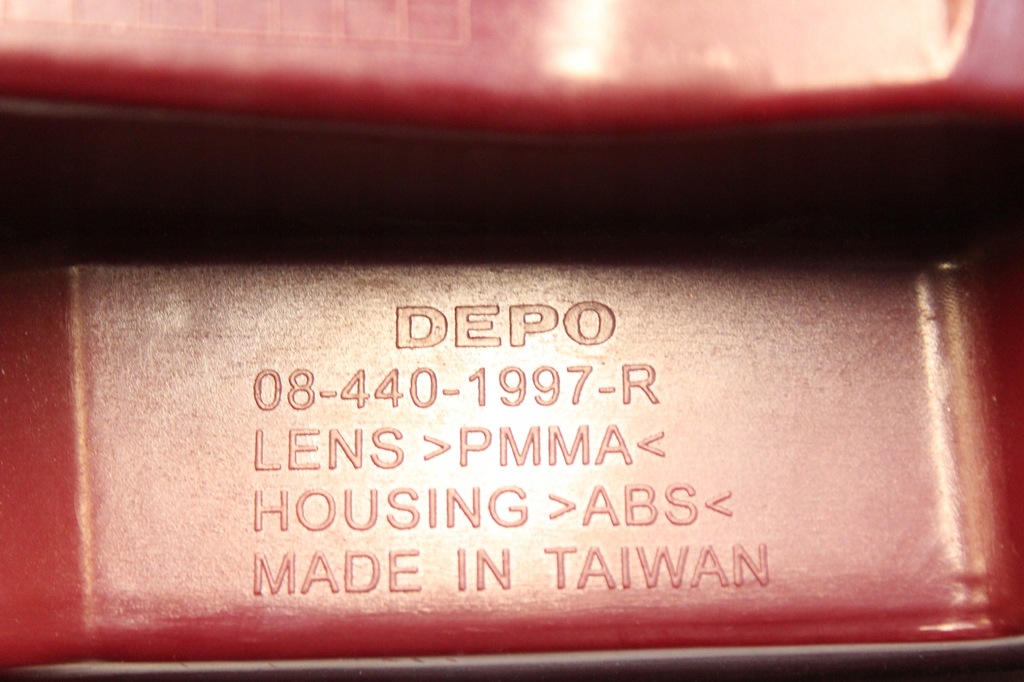 DEPO
08-440-1997-R
LENS >PMMA<
HOUSING >ABS<
MADE IN TAIWAN